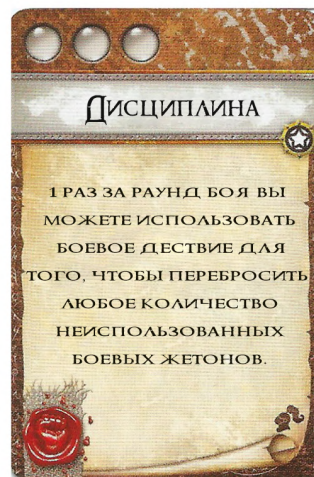 Дисциплина
1 раз за раунд боя вы
можете использовать
боевое дествие для
того, чтобы перебросить
любое количество
неиспользованных
боевых жетонов.